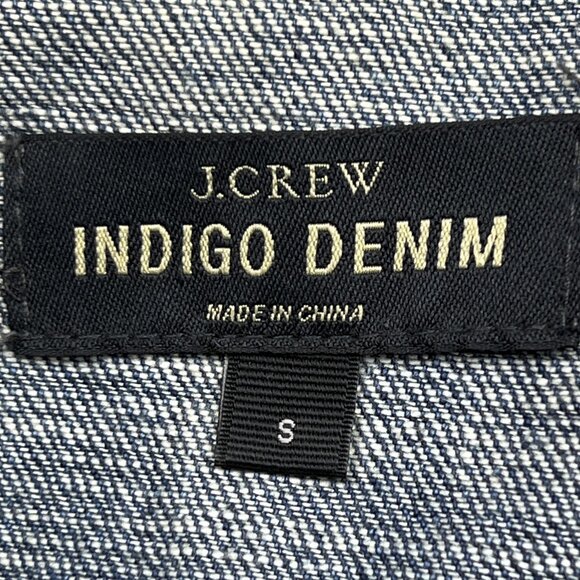 J.CREW
INDIGO DENIM
MADE IN CHINA
S